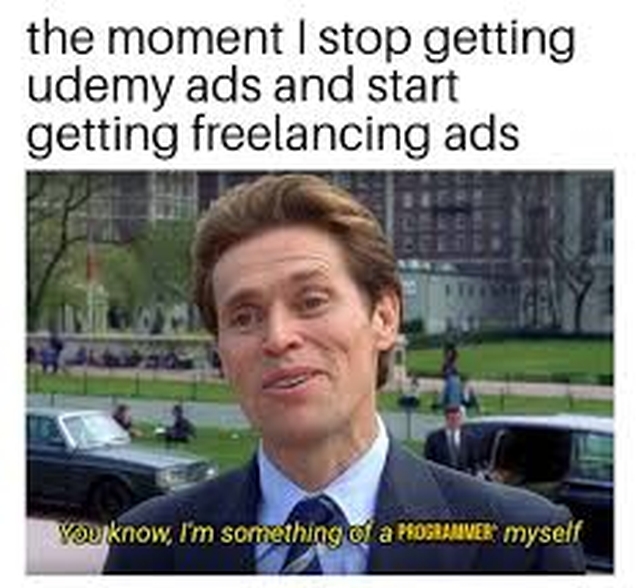 the moment I stop getting
udemy ads and start
getting freelancing ads
You know, I'm something of a PROGRAMMER myself